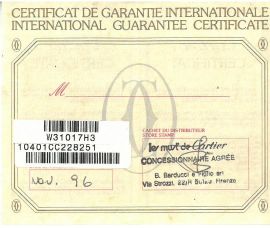 CERTIFICAT DE GARANTIE INTERNATIONALE
INTERNATIONAL GUARANTEE CERTIFICATE
M
CACHET DU DISTRIBUTEUR
STORE STAMP
W31017H3
10401CC228251
les must de Cartier
CONCESSIONNAIRE AGRÉE
Nov. 96
B. Barducci e Figlio srl
Via Strozzi, 22/R Firenze